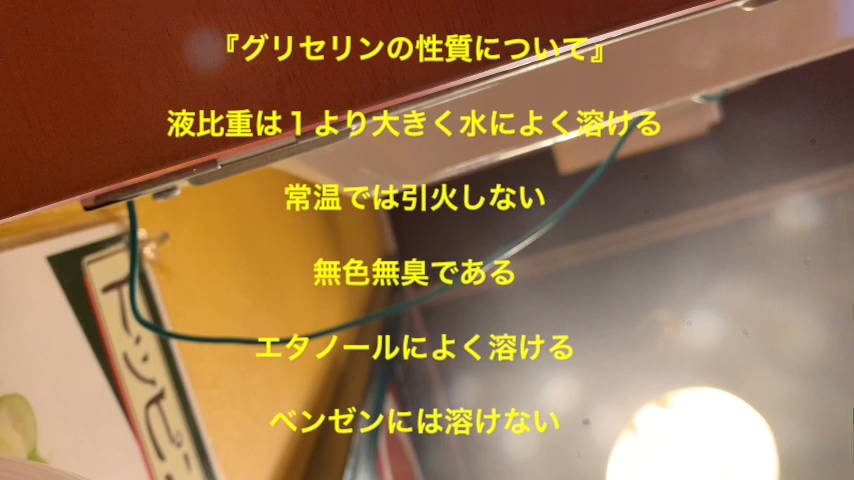 『グリセリンの性質について』
液比重は１より大きく水によく溶ける
常温では引火しない
無色無臭である
エタノールによく溶ける
ベンゼンには溶けない
トッピ